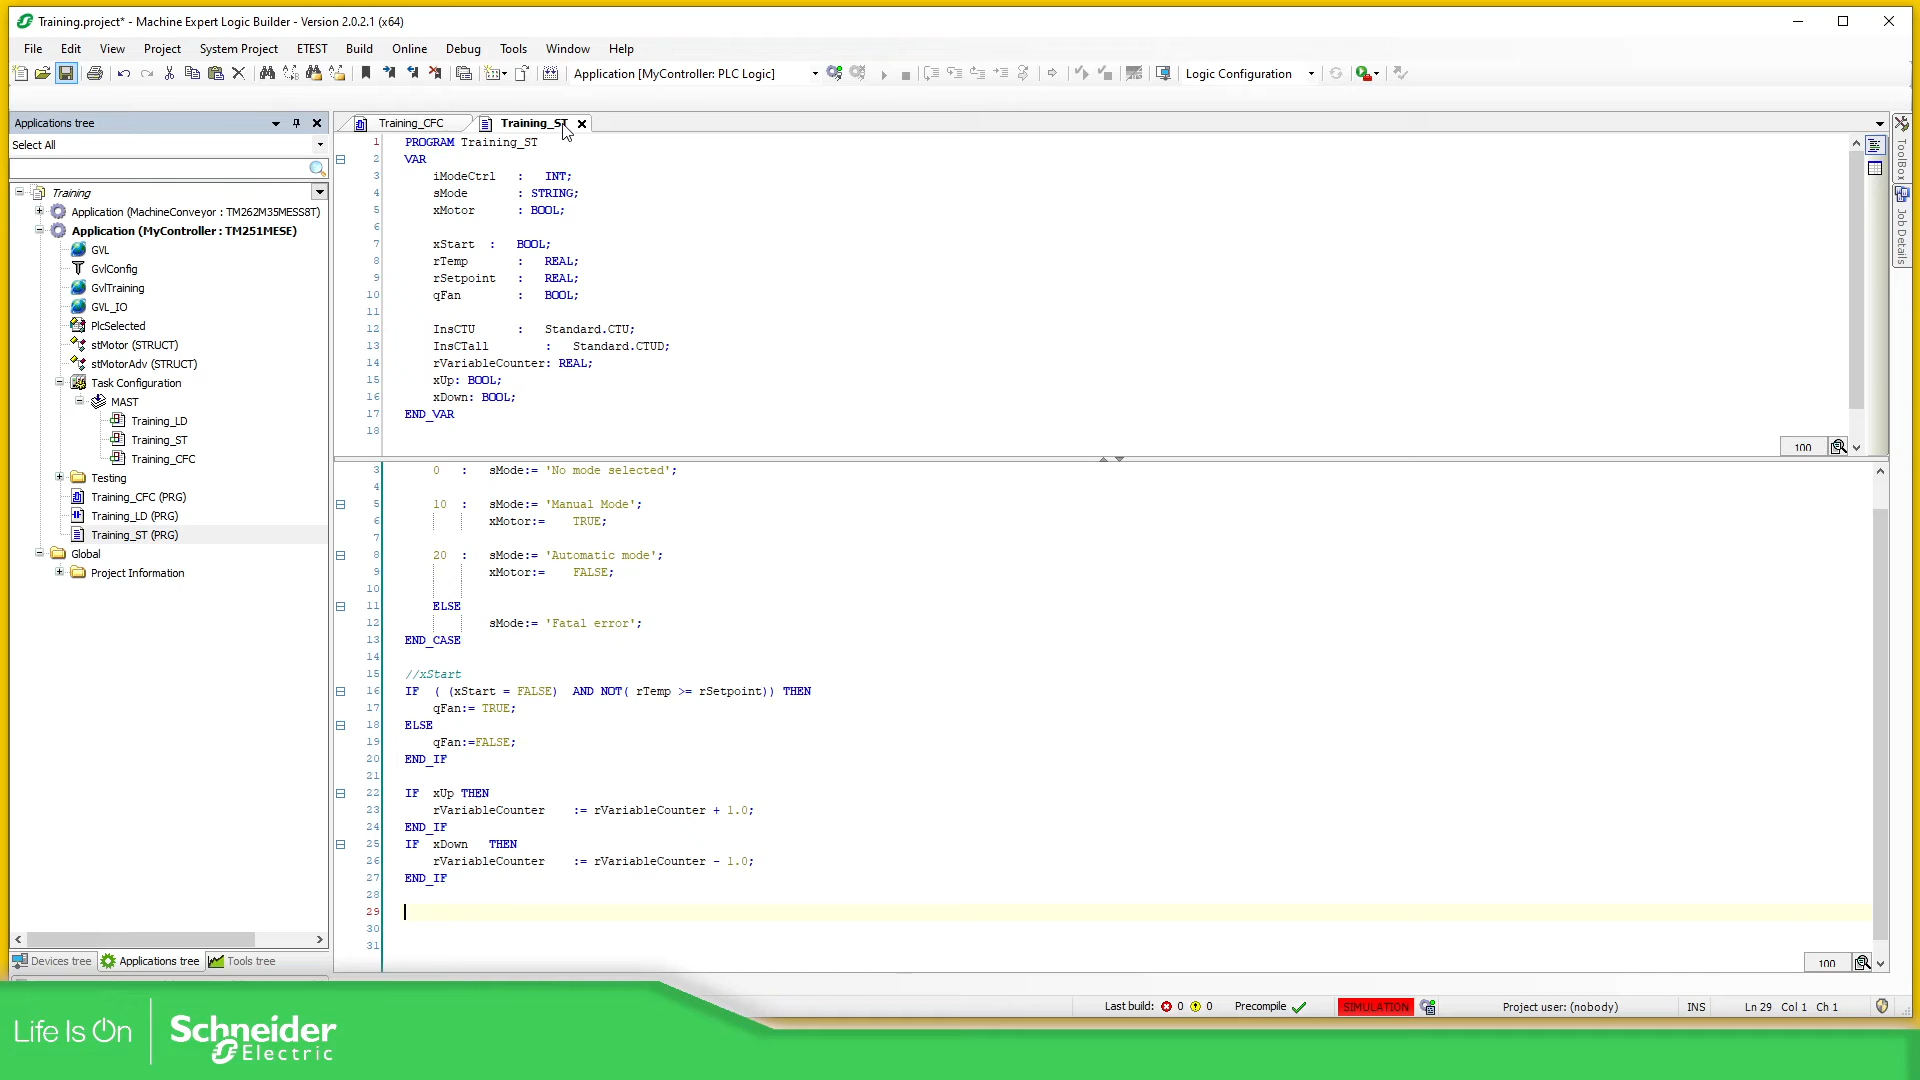 Training.project* - Machine Expert Logic Builder - Version 2.0.2.1 (x64)
File Edit View Project System Project ETEST Build Online Debug Tools Window Help
Application [MyController: PLC Logic] Logic Configuration
Applications tree
Select All
Training
Application (MachineConveyor : TM262M35MESS8T)
Application (MyController : TM251MESE)
GVL
GvlConfig
GvlTraining
GVL_IO
PlcSelected
stMotor (STRUCT)
stMotorAdv (STRUCT)
Task Configuration
MAST
Training_LD
Training_ST
Training_CFC
Testing
Training_CFC (PRG)
Training_LD (PRG)
Training_ST (PRG)
Global
Project Information
Devices tree Applications tree Tools tree
Training_CFC Training_ST
1 PROGRAM Training_ST
2 VAR
3 iModeCtrl : INT;
4 sMode : STRING;
5 xMotor : BOOL;
6
7 xStart : BOOL;
8 rTemp : REAL;
9 rSetpoint : REAL;
10 qFan : BOOL;
11
12 InsCTU : Standard.CTU;
13 InsCTall : Standard.CTUD;
14 rVariableCounter: REAL;
15 xUp: BOOL;
16 xDown: BOOL;
17 END_VAR
18
100
3 0 : sMode:= 'No mode selected';
4
5 10 : sMode:= 'Manual Mode';
6 xMotor:= TRUE;
7
8 20 : sMode:= 'Automatic mode';
9 xMotor:= FALSE;
10
11 ELSE
12 sMode:= 'Fatal error';
13 END_CASE
14
15 //xStart
16 IF ( (xStart = FALSE) AND NOT( rTemp >= rSetpoint)) THEN
17 qFan:= TRUE;
18 ELSE
19 qFan:=FALSE;
20 END_IF
21
22 IF xUp THEN
23 rVariableCounter := rVariableCounter + 1.0;
24 END_IF
25 IF xDown THEN
26 rVariableCounter := rVariableCounter - 1.0;
27 END_IF
28
29
30
31
100
ToolBox
Job Details
Last build: 0 0 Precompile SIMULATION Project user: (nobody) INS Ln 29 Col 1 Ch 1
Life Is On
Schneider
Electric